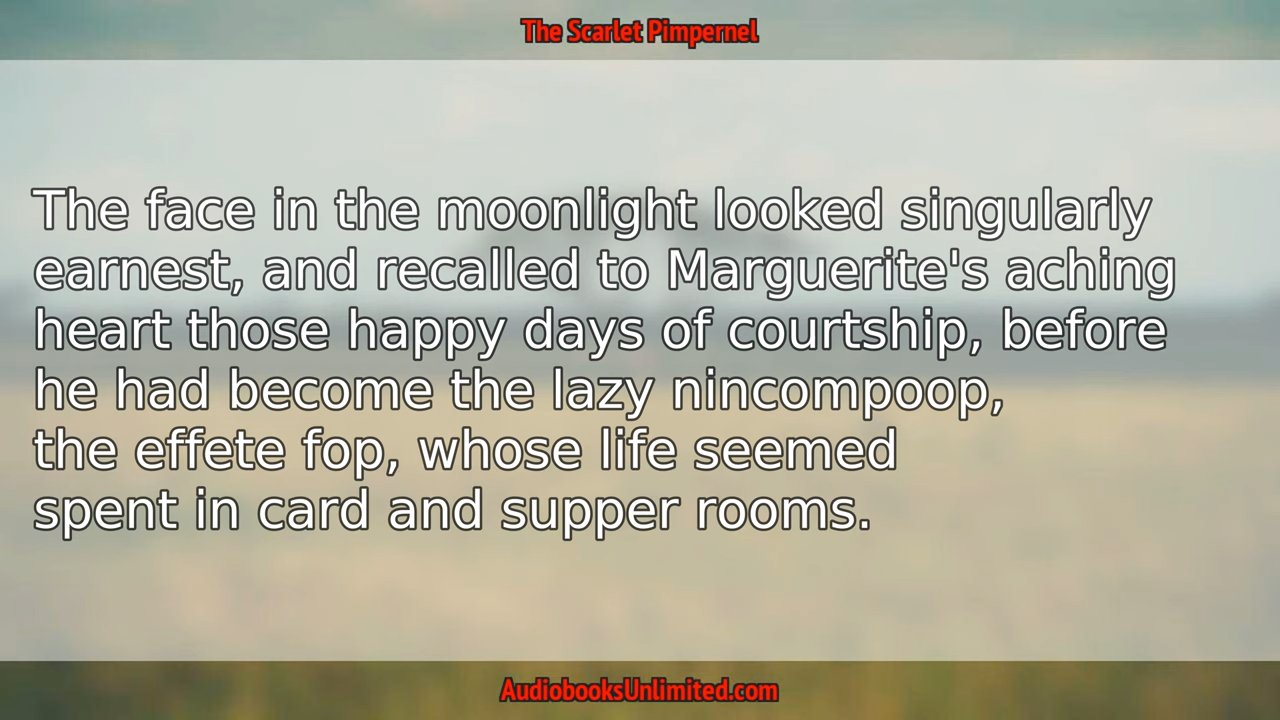 The Scarlet Pimpernel
The face in the moonlight looked singularly
earnest, and recalled to Marguerite's aching
heart those happy days of courtship, before
he had become the lazy nincompoop,
the effete fop, whose life seemed
spent in card and supper rooms.
AudiobooksUnlimited.com